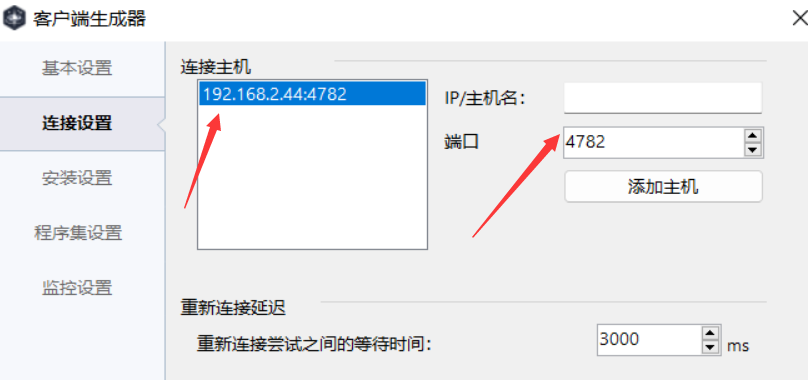 客户端生成器
基本设置
连接设置
安装设置
程序集设置
监控设置
连接主机
192.168.2.44:4782
IP/主机名：
端口
4782
添加主机
重新连接延迟
重新连接尝试之间的等待时间：
3000
ms